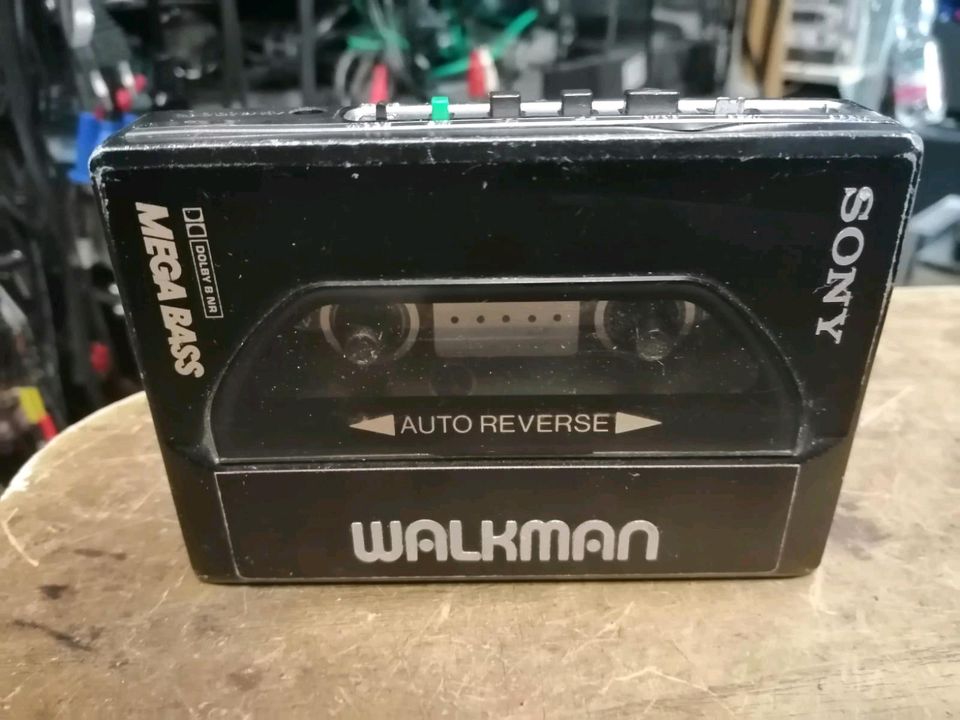 MEGA BASS
DOLBY B NR
SONY
AUTO REVERSE
WALKMAN